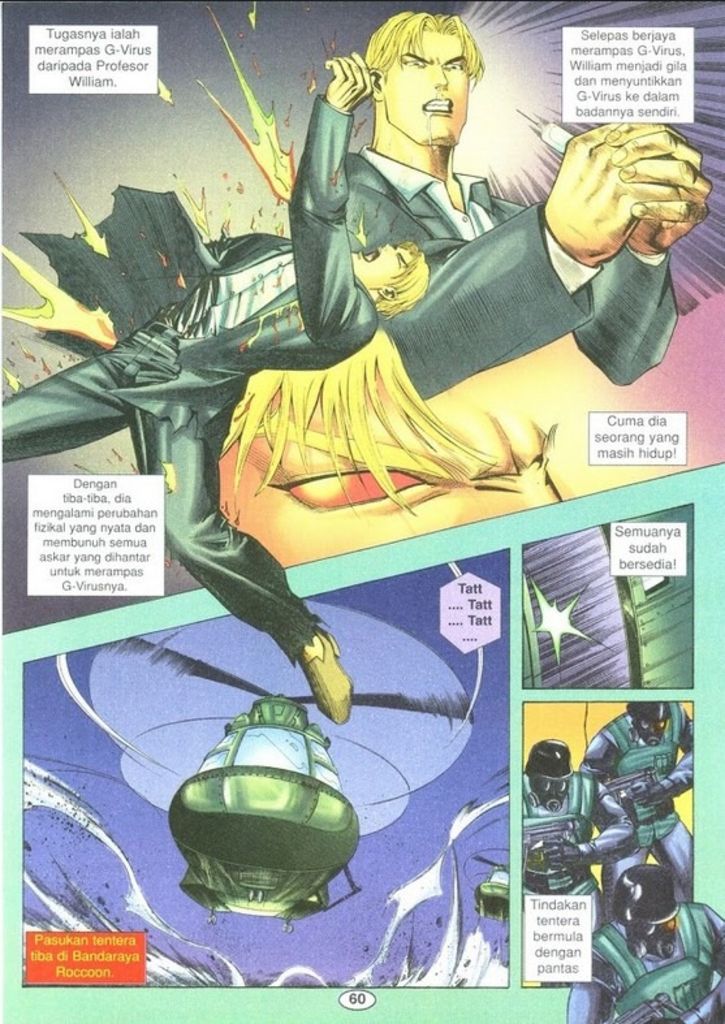 Tugasnya ialah
merampas G-Virus
daripada Profesor
William.
Selepas berjaya
merampas G-Virus,
William menjadi gila
dan menyuntikkan
G-Virus ke dalam
badannya sendiri.
Cuma dia
seorang yang
masih hidup!
Dengan
tiba-tiba, dia
mengalami perubahan
fizikal yang nyata dan
membunuh semua
askar yang dihantar
untuk merampas
G-Virusnya.
Tatt
.... Tatt
.... Tatt
....
Semuanya
sudah
bersedia!
Pasukan tentera
tiba di Bandaraya
Roccoon.
Tindakan
tentera
bermula
dengan
pantas
60